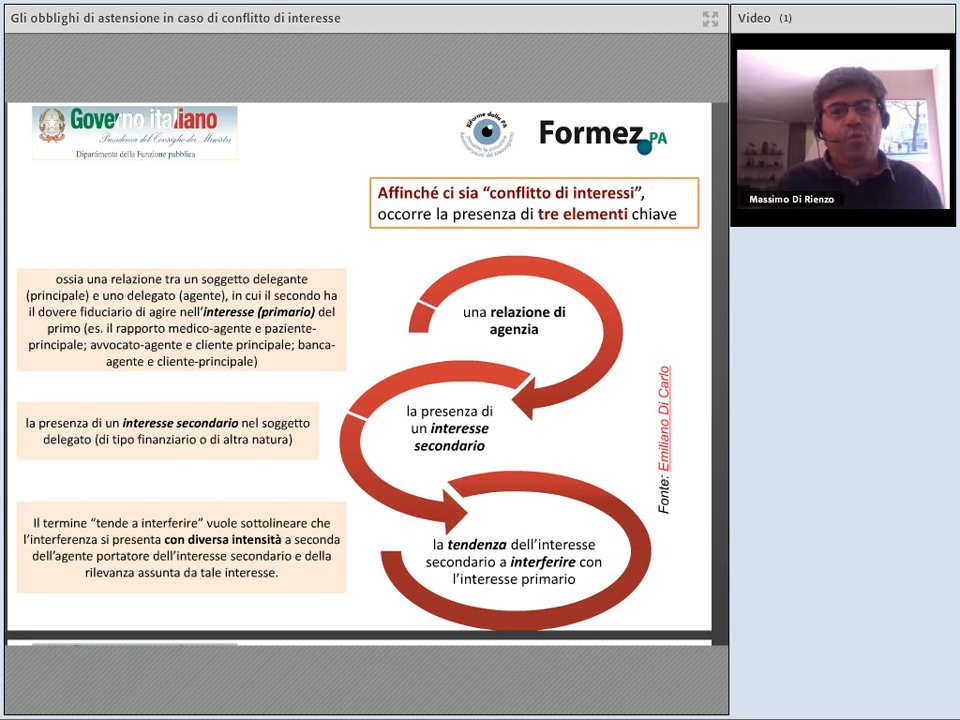 Gli obblighi di astensione in caso di conflitto di interesse
Video (1)
Governo italiano
Presidenza del Consiglio dei Ministri
Dipartimento della Funzione pubblica
Riforme della PA
Formez PA
Massimo Di Rienzo
Affinché ci sia “conflitto di interessi”,
occorre la presenza di tre elementi chiave
ossia una relazione tra un soggetto delegante
(principale) e uno delegato (agente), in cui il secondo ha
il dovere fiduciario di agire nell’interesse (primario) del
primo (es. il rapporto medico-agente e paziente-
principale; avvocato-agente e cliente principale; banca-
agente e cliente-principale)
una relazione di
agenzia
la presenza di un interesse secondario nel soggetto
delegato (di tipo finanziario o di altra natura)
la presenza di
un interesse
secondario
Il termine “tende a interferire” vuole sottolineare che
l’interferenza si presenta con diversa intensità a seconda
dell’agente portatore dell’interesse secondario e della
rilevanza assunta da tale interesse.
la tendenza dell’interesse
secondario a interferire con
l’interesse primario
Fonte: Emiliano Di Carlo